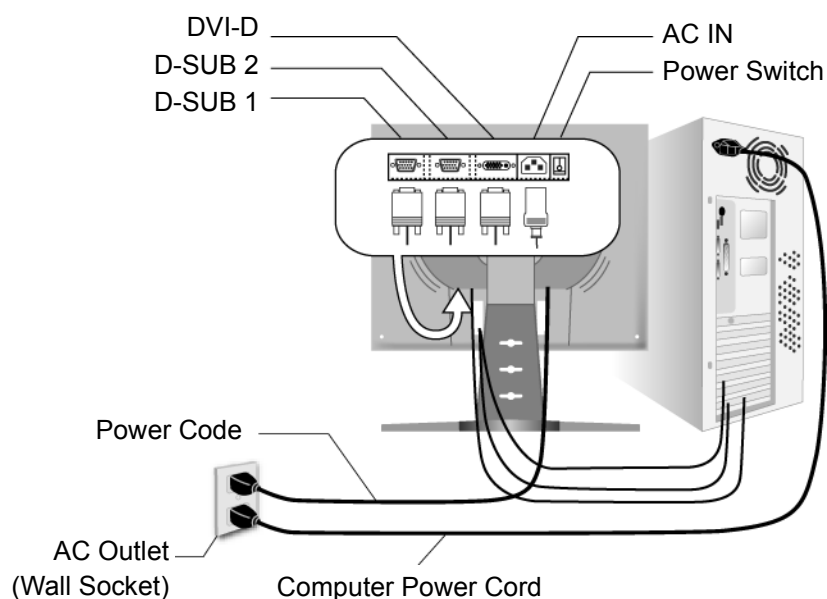 DVI-D
D-SUB 2
D-SUB 1
AC IN
Power Switch
Power Code
AC Outlet
(Wall Socket)
Computer Power Cord